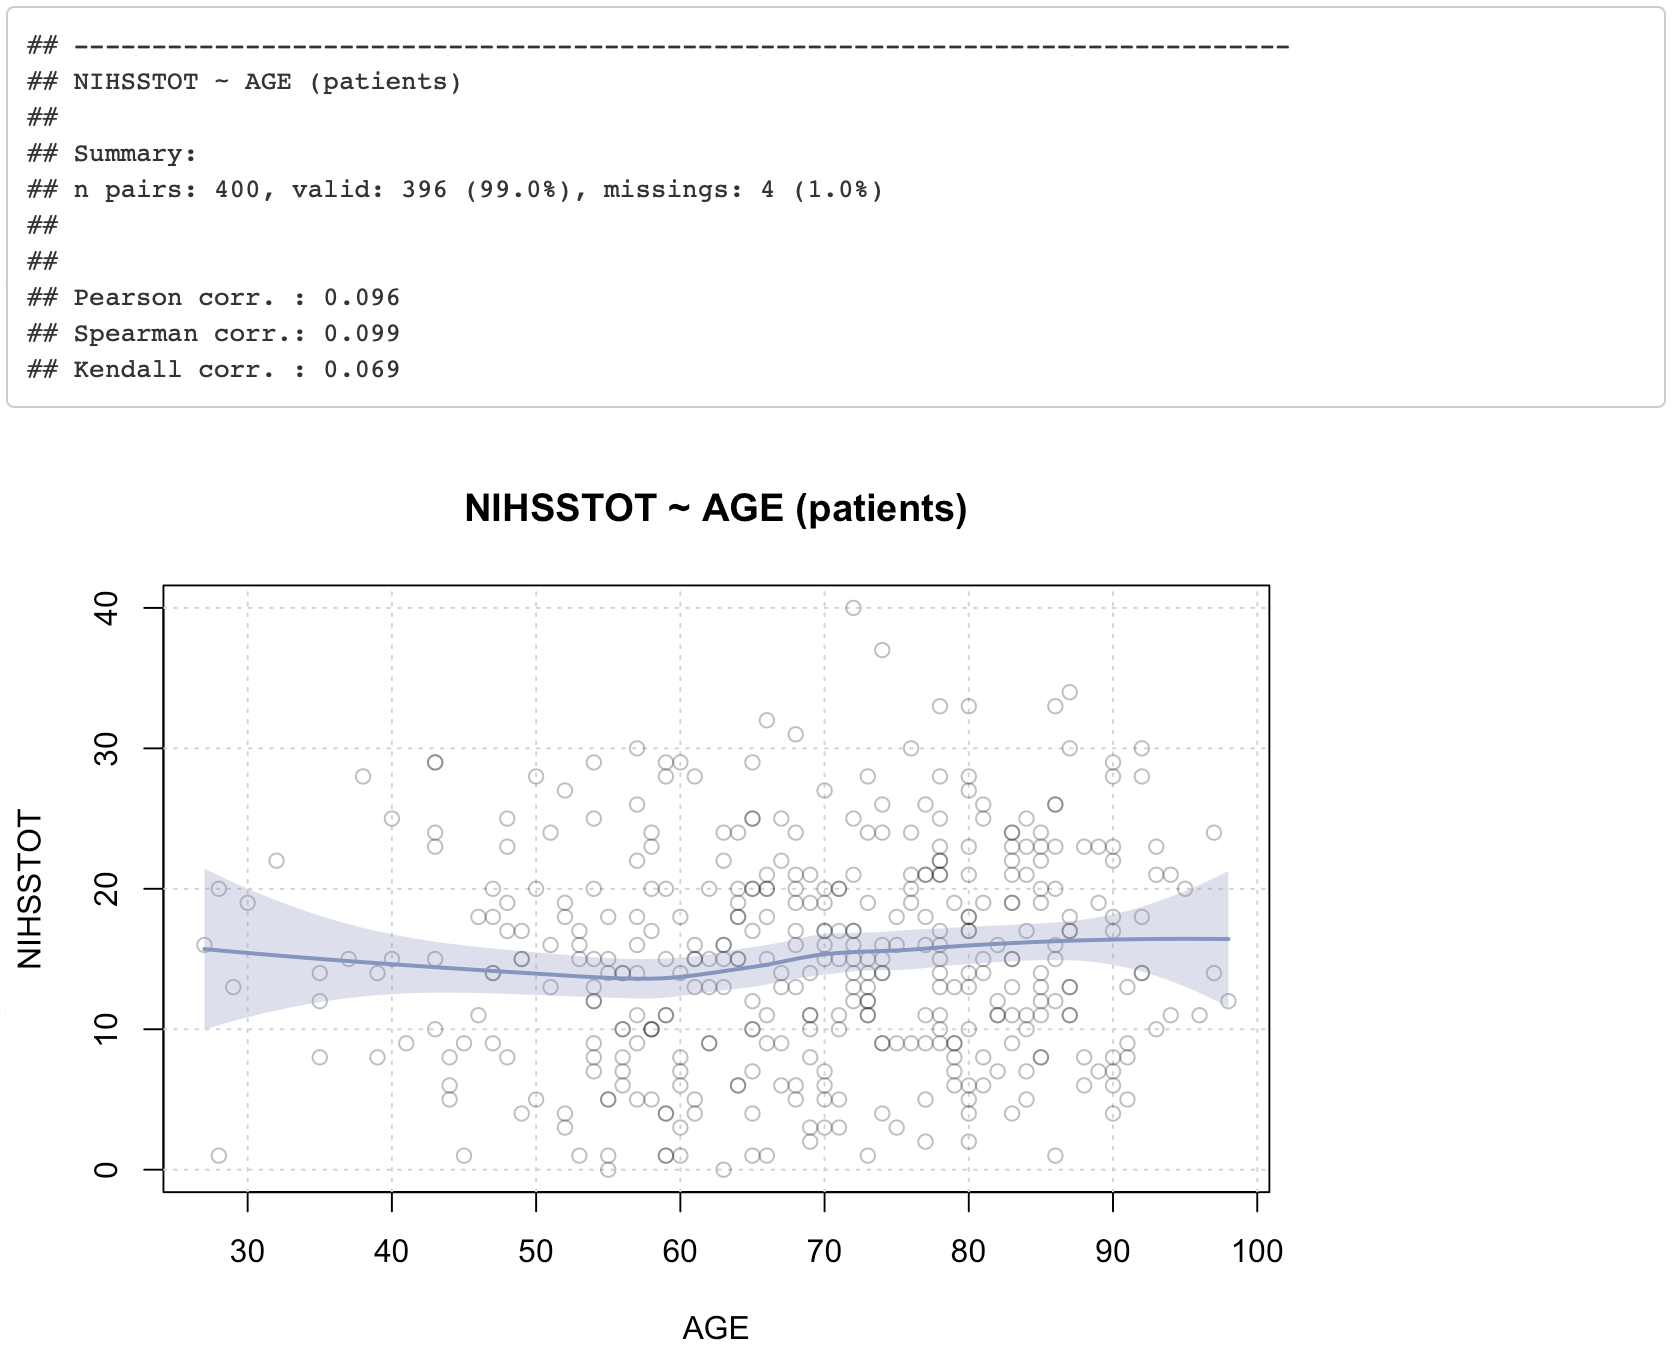 ## ------------------------------------------------------------------------------
## NIHSSTOT ~ AGE (patients)
##
## Summary:
## n pairs: 400, valid: 396 (99.0%), missings: 4 (1.0%)
##
##
## Pearson corr. : 0.096
## Spearman corr.: 0.099
## Kendall corr. : 0.069
NIHSSTOT ~ AGE (patients)
40
30
20
10
0
NIHSSTOT
30 40 50 60 70 80 90 100
AGE